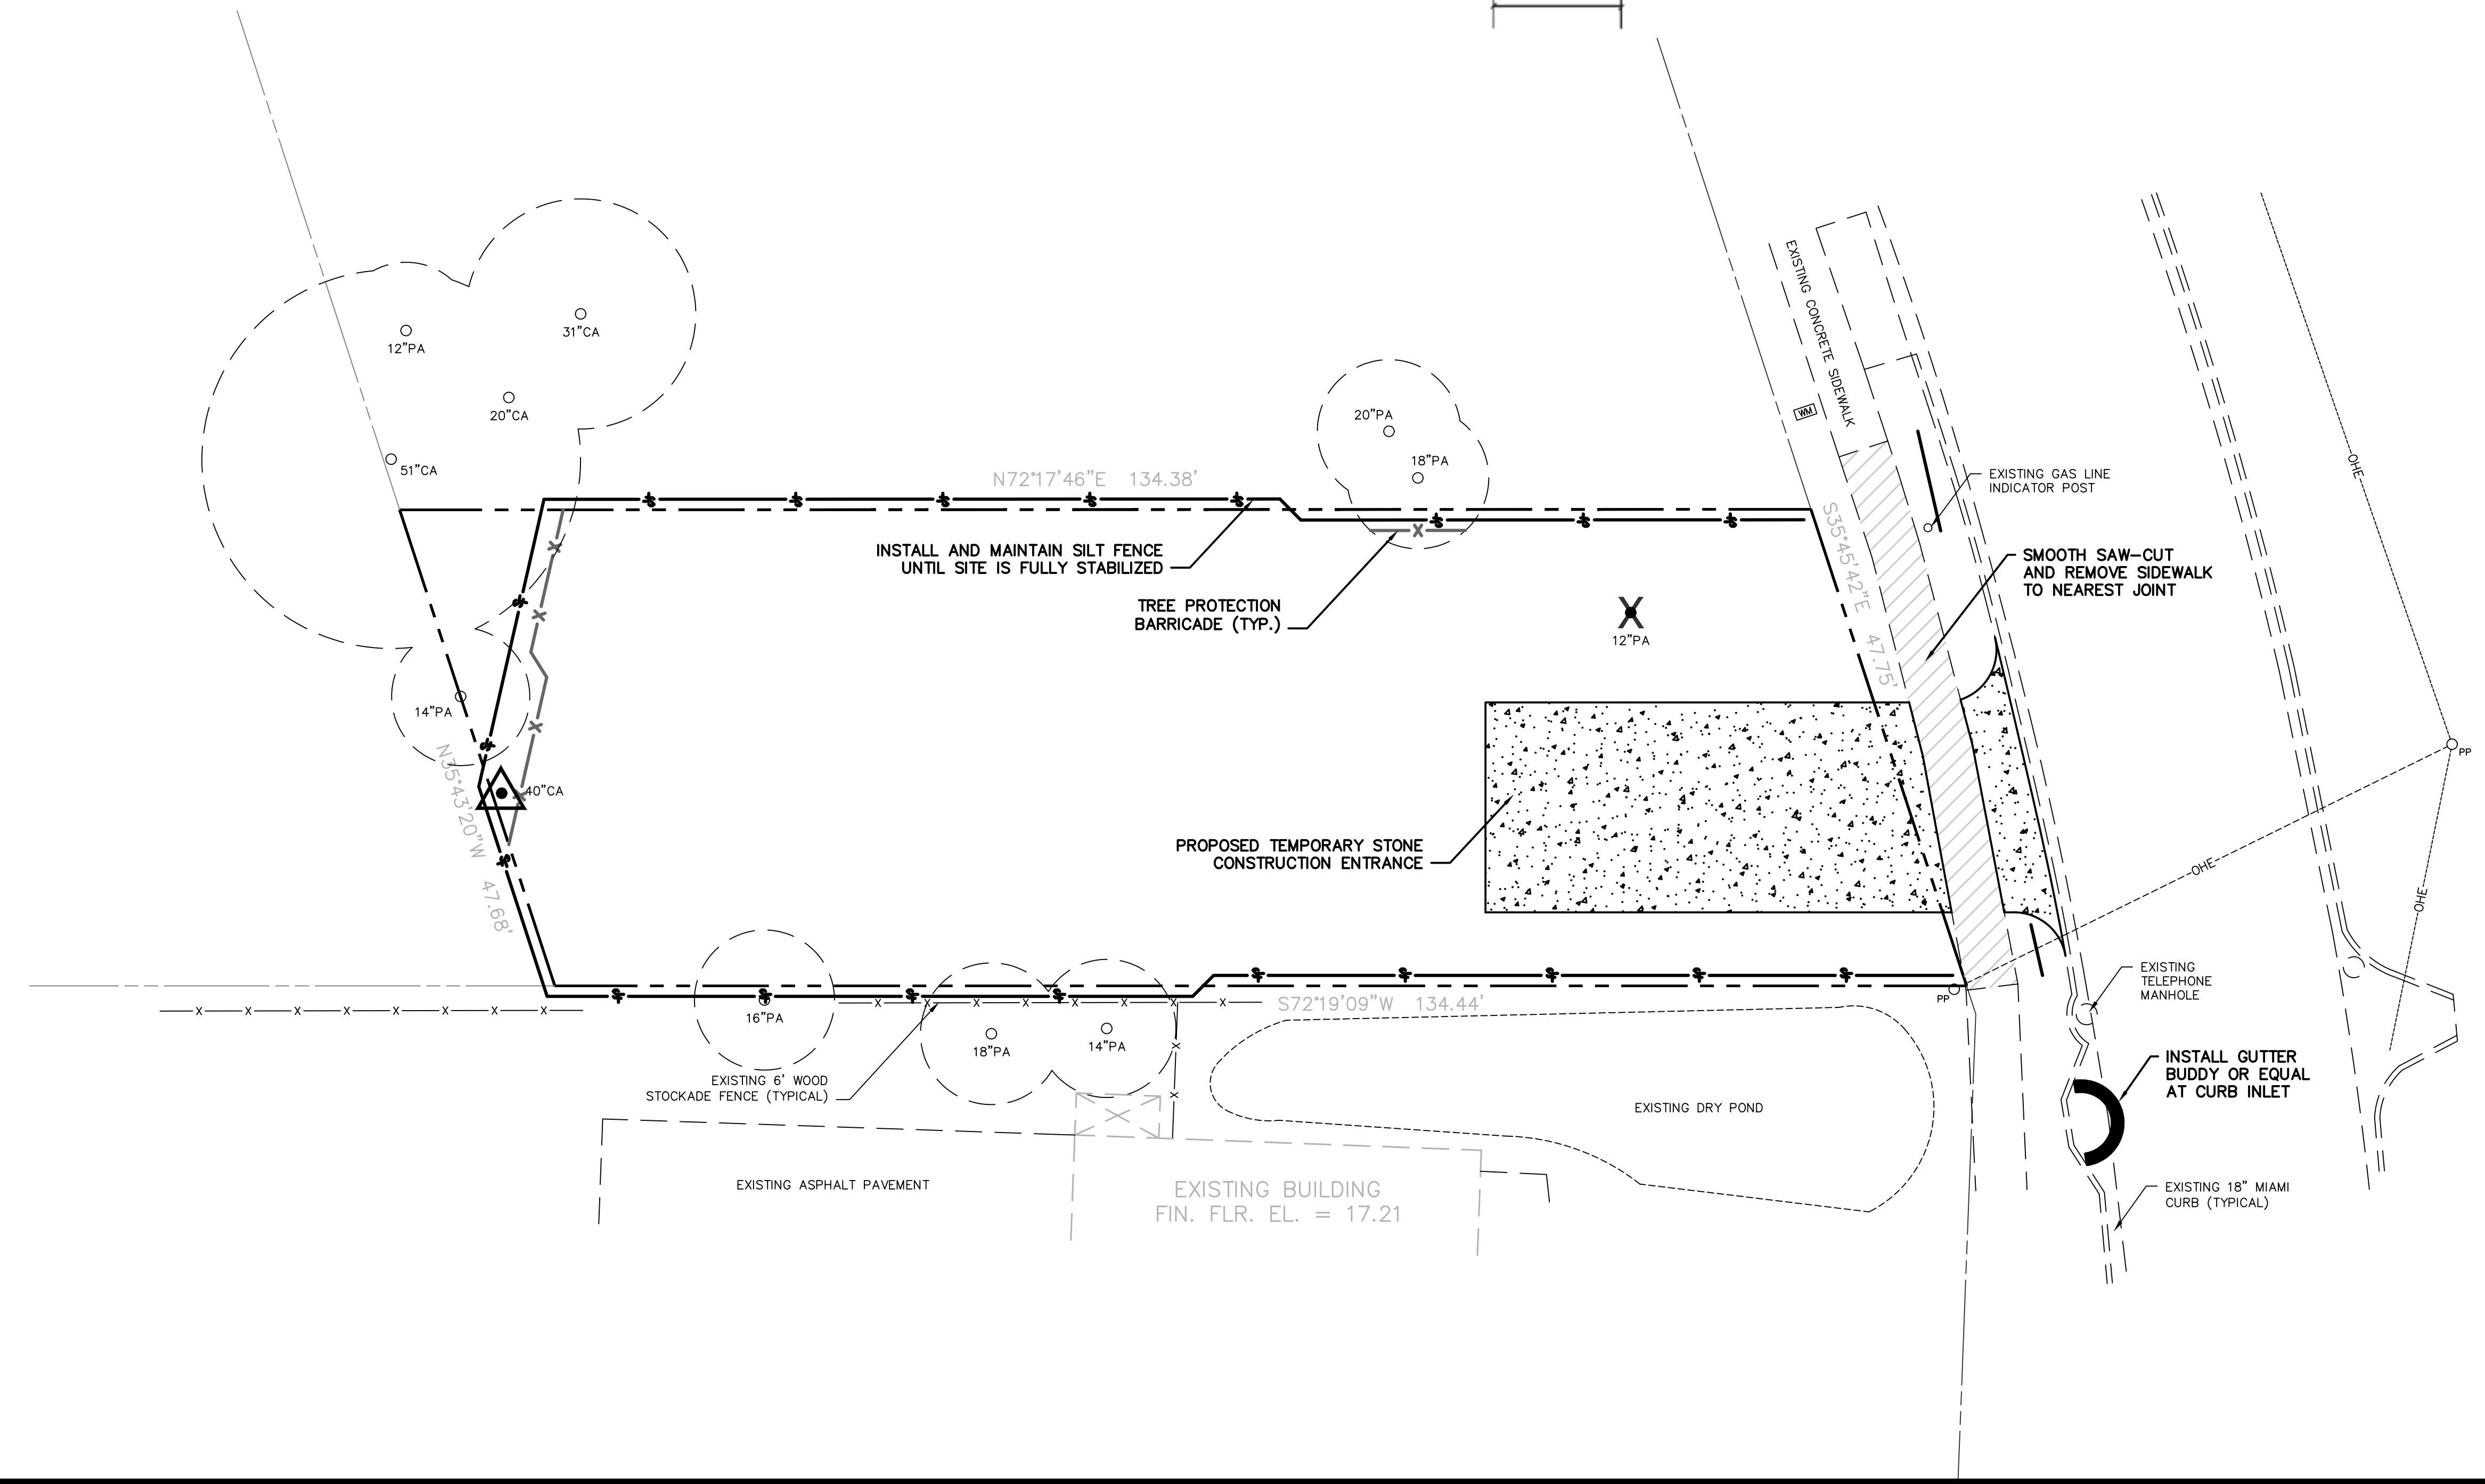 EXISTING CONCRETE SIDEWALK
12"PA
31"CA
20"CA
51"CA
20"PA
18"PA
WM
OHE
N72°17'46"E 134.38'
EXISTING GAS LINE
INDICATOR POST
S35°45'42"E 47.75'
INSTALL AND MAINTAIN SILT FENCE
UNTIL SITE IS FULLY STABILIZED
SMOOTH SAW-CUT
AND REMOVE SIDEWALK
TO NEAREST JOINT
TREE PROTECTION
BARRICADE (TYP.)
X
12"PA
14"PA
PP
N35°43'20"W 47.68'
40"CA
PROPOSED TEMPORARY STONE
CONSTRUCTION ENTRANCE
OHE
OHE
EXISTING
TELEPHONE
MANHOLE
PP
S72°19'09"W 134.44'
16"PA
18"PA
14"PA
INSTALL GUTTER
BUDDY OR EQUAL
AT CURB INLET
EXISTING 6' WOOD
STOCKADE FENCE (TYPICAL)
EXISTING DRY POND
EXISTING ASPHALT PAVEMENT
EXISTING BUILDING
FIN. FLR. EL. = 17.21
EXISTING 18" MIAMI
CURB (TYPICAL)